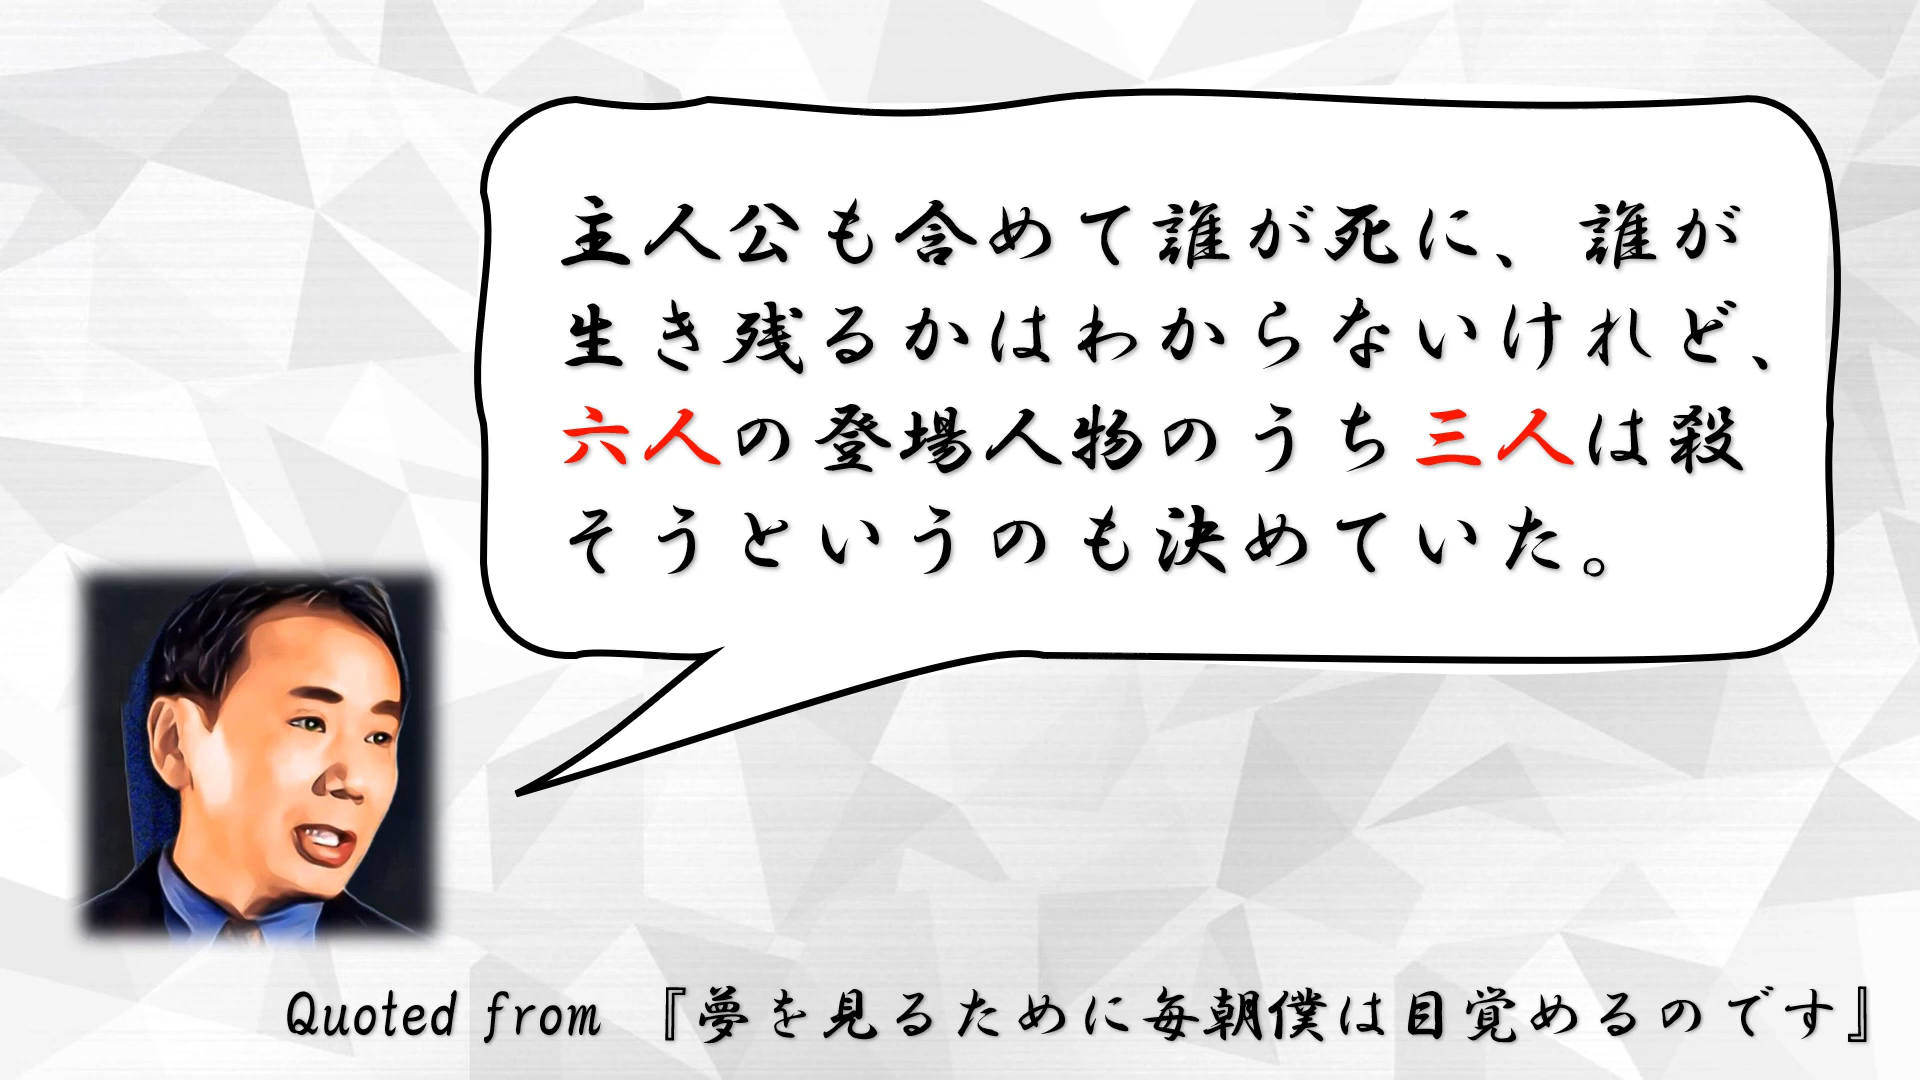 主人公も含めて誰が死に、誰が
生き残るかはわからないけれど、
六人の登場人物のうち三人は殺
そうというのも決めていた。
Quoted from 『夢を見るために毎朝僕は目覚めるのです』